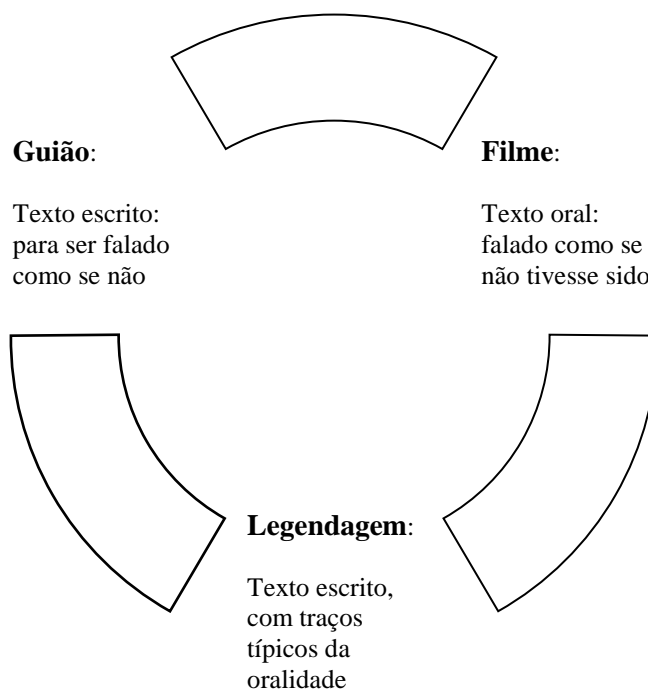 Guião:
Texto escrito:
para ser falado
como se não
Filme:
Texto oral:
falado como se
não tivesse sido
Legendagem:
Texto escrito,
com traços
típicos da
oralidade